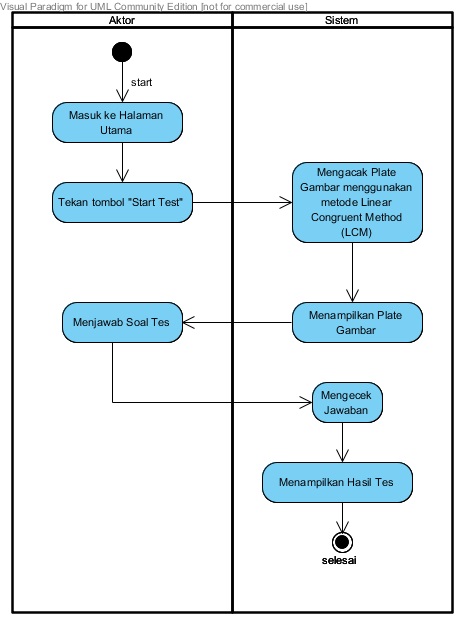 Visual Paradigm for UML Community Edition [not for commercial use]
Aktor
Sistem
start
Masuk ke Halaman
Utama
Tekan tombol "Start Test"
Mengacak Plate
Gambar menggunakan
metode Linear
Congruent Method
(LCM)
Menampilkan Plate
Gambar
Menjawab Soal Tes
Mengecek
Jawaban
Menampilkan Hasil Tes
selesai